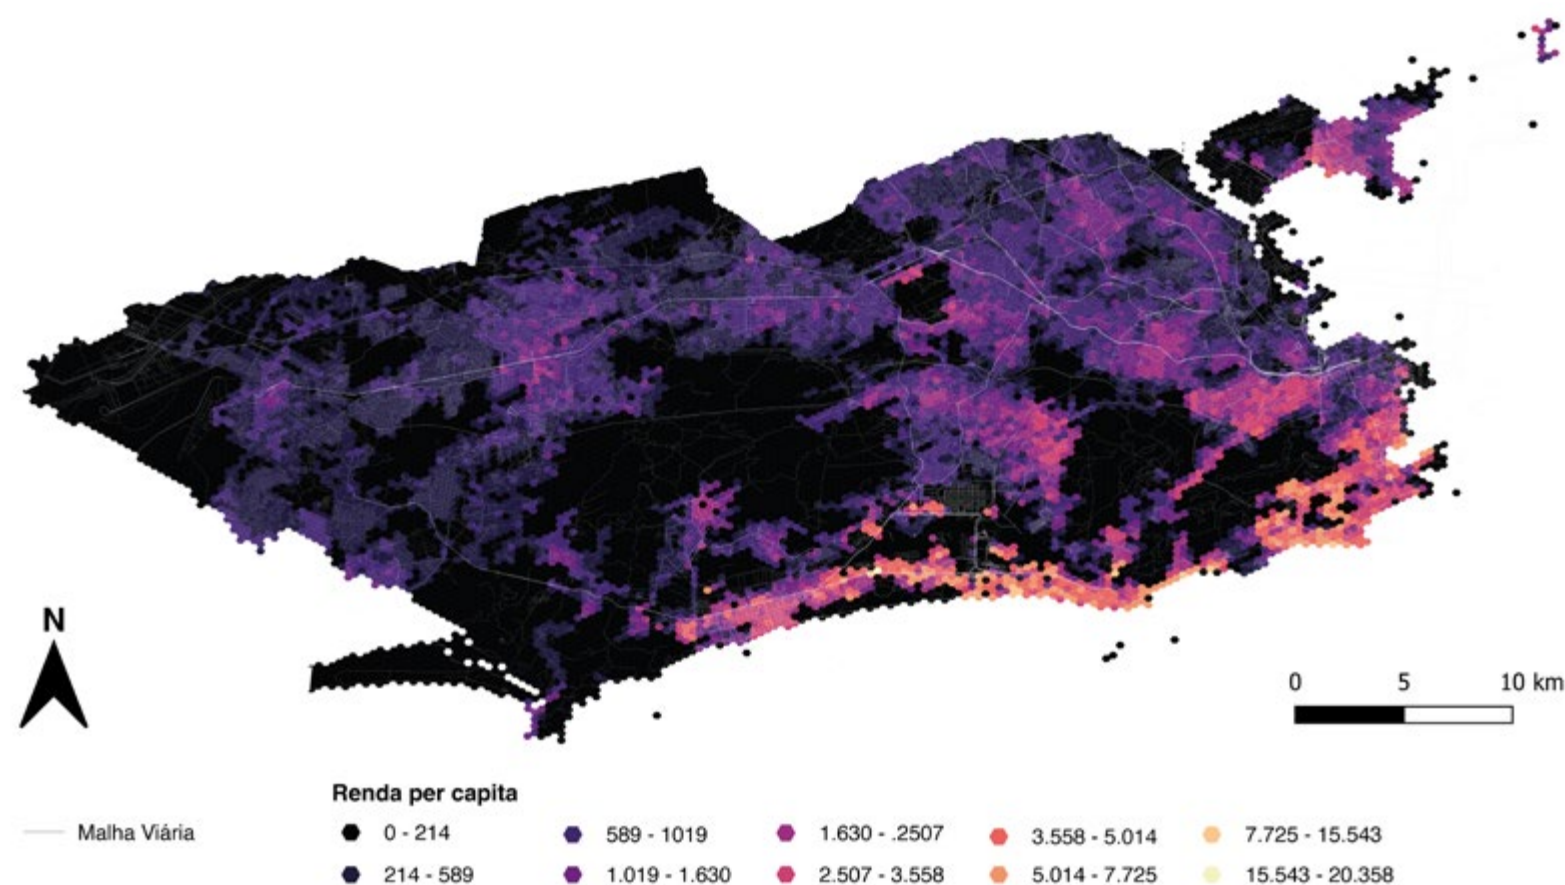 N
0 5 10 km
Renda per capita
Malha Viária
0 - 214
589 - 1019
1.630 - .2507
3.558 - 5.014
7.725 - 15.543
214 - 589
1.019 - 1.630
2.507 - 3.558
5.014 - 7.725
15.543 - 20.358